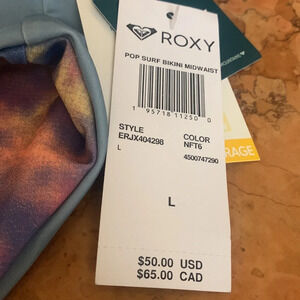 ROXY
POP SURF BIKINI MIDWAIST
1 95718 11250 0
STYLE
ERJX404298
COLOR
NFT6
L
4500747290
L
$50.00 USD
$65.00 CAD
RAGE